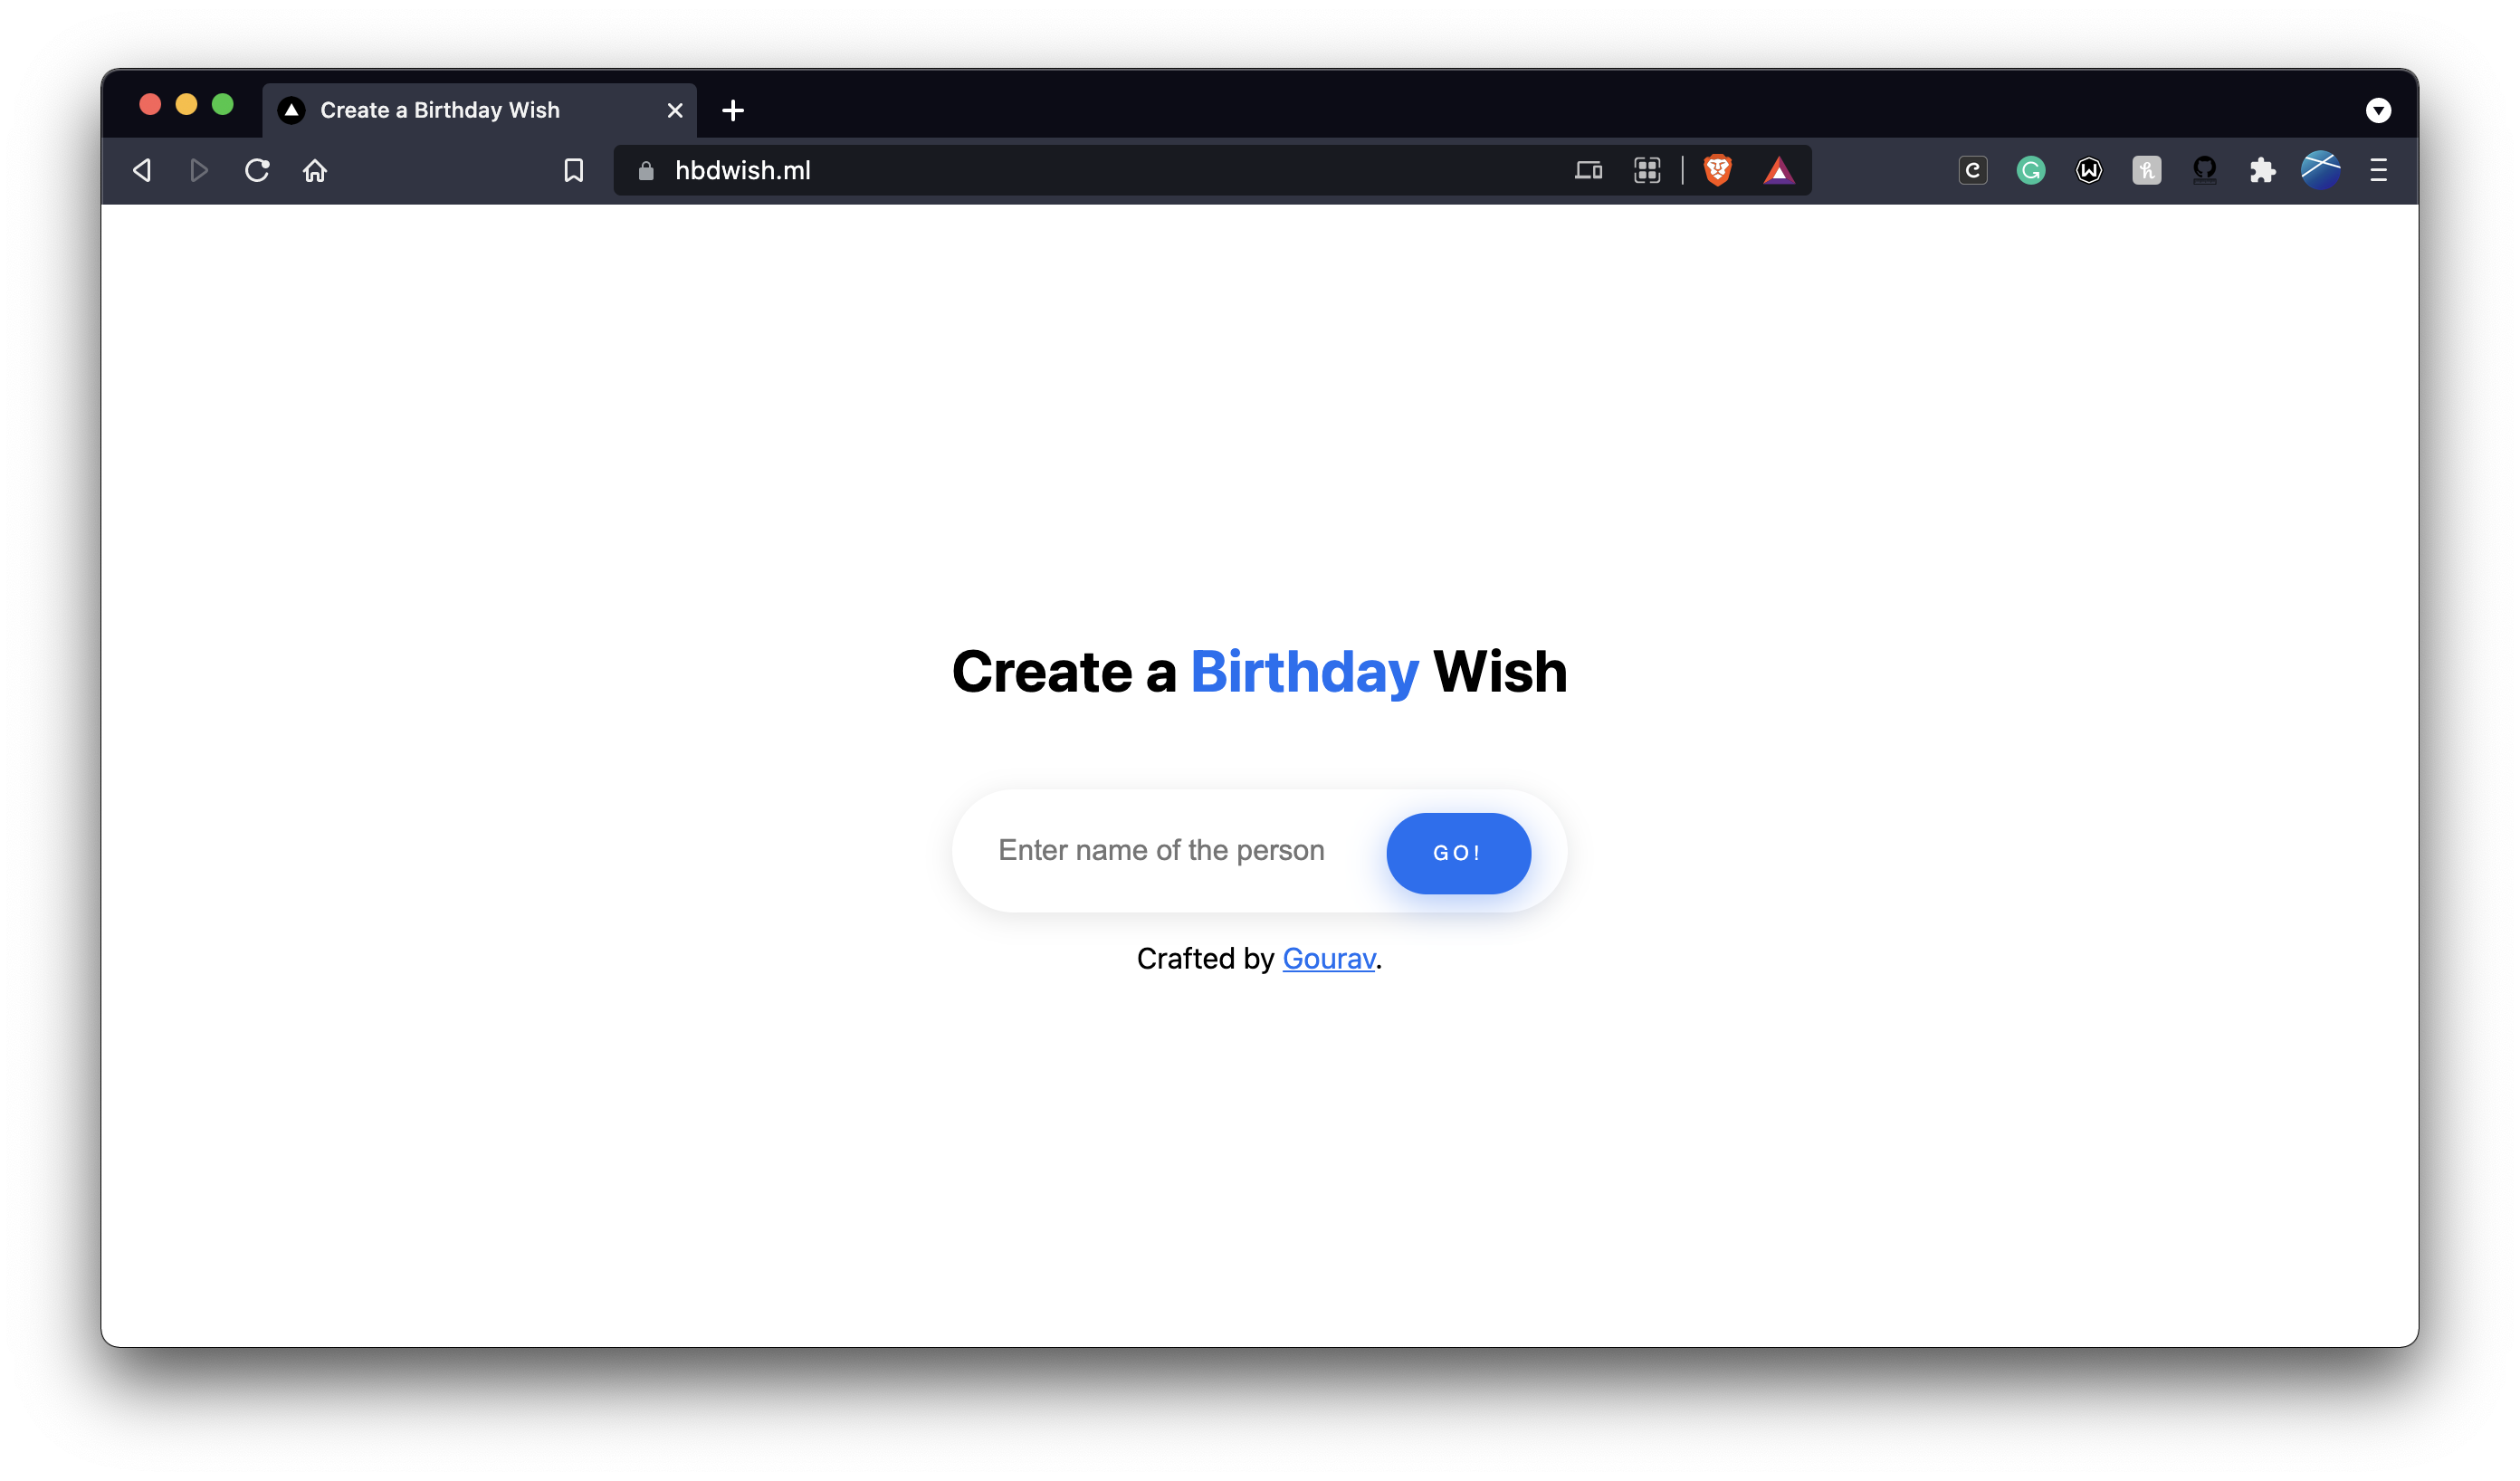 Create a Birthday Wish
hbdwish.ml
Create a Birthday Wish
Enter name of the person
GO!
Crafted by Gourav.